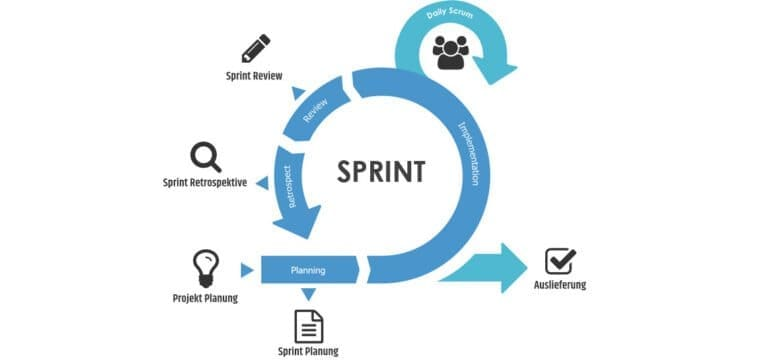 Daily Scrum
Sprint Review
Review
Implementation
SPRINT
Sprint Retrospektive
Retrospect
Planning
Projekt Planung
Auslieferung
Sprint Planung